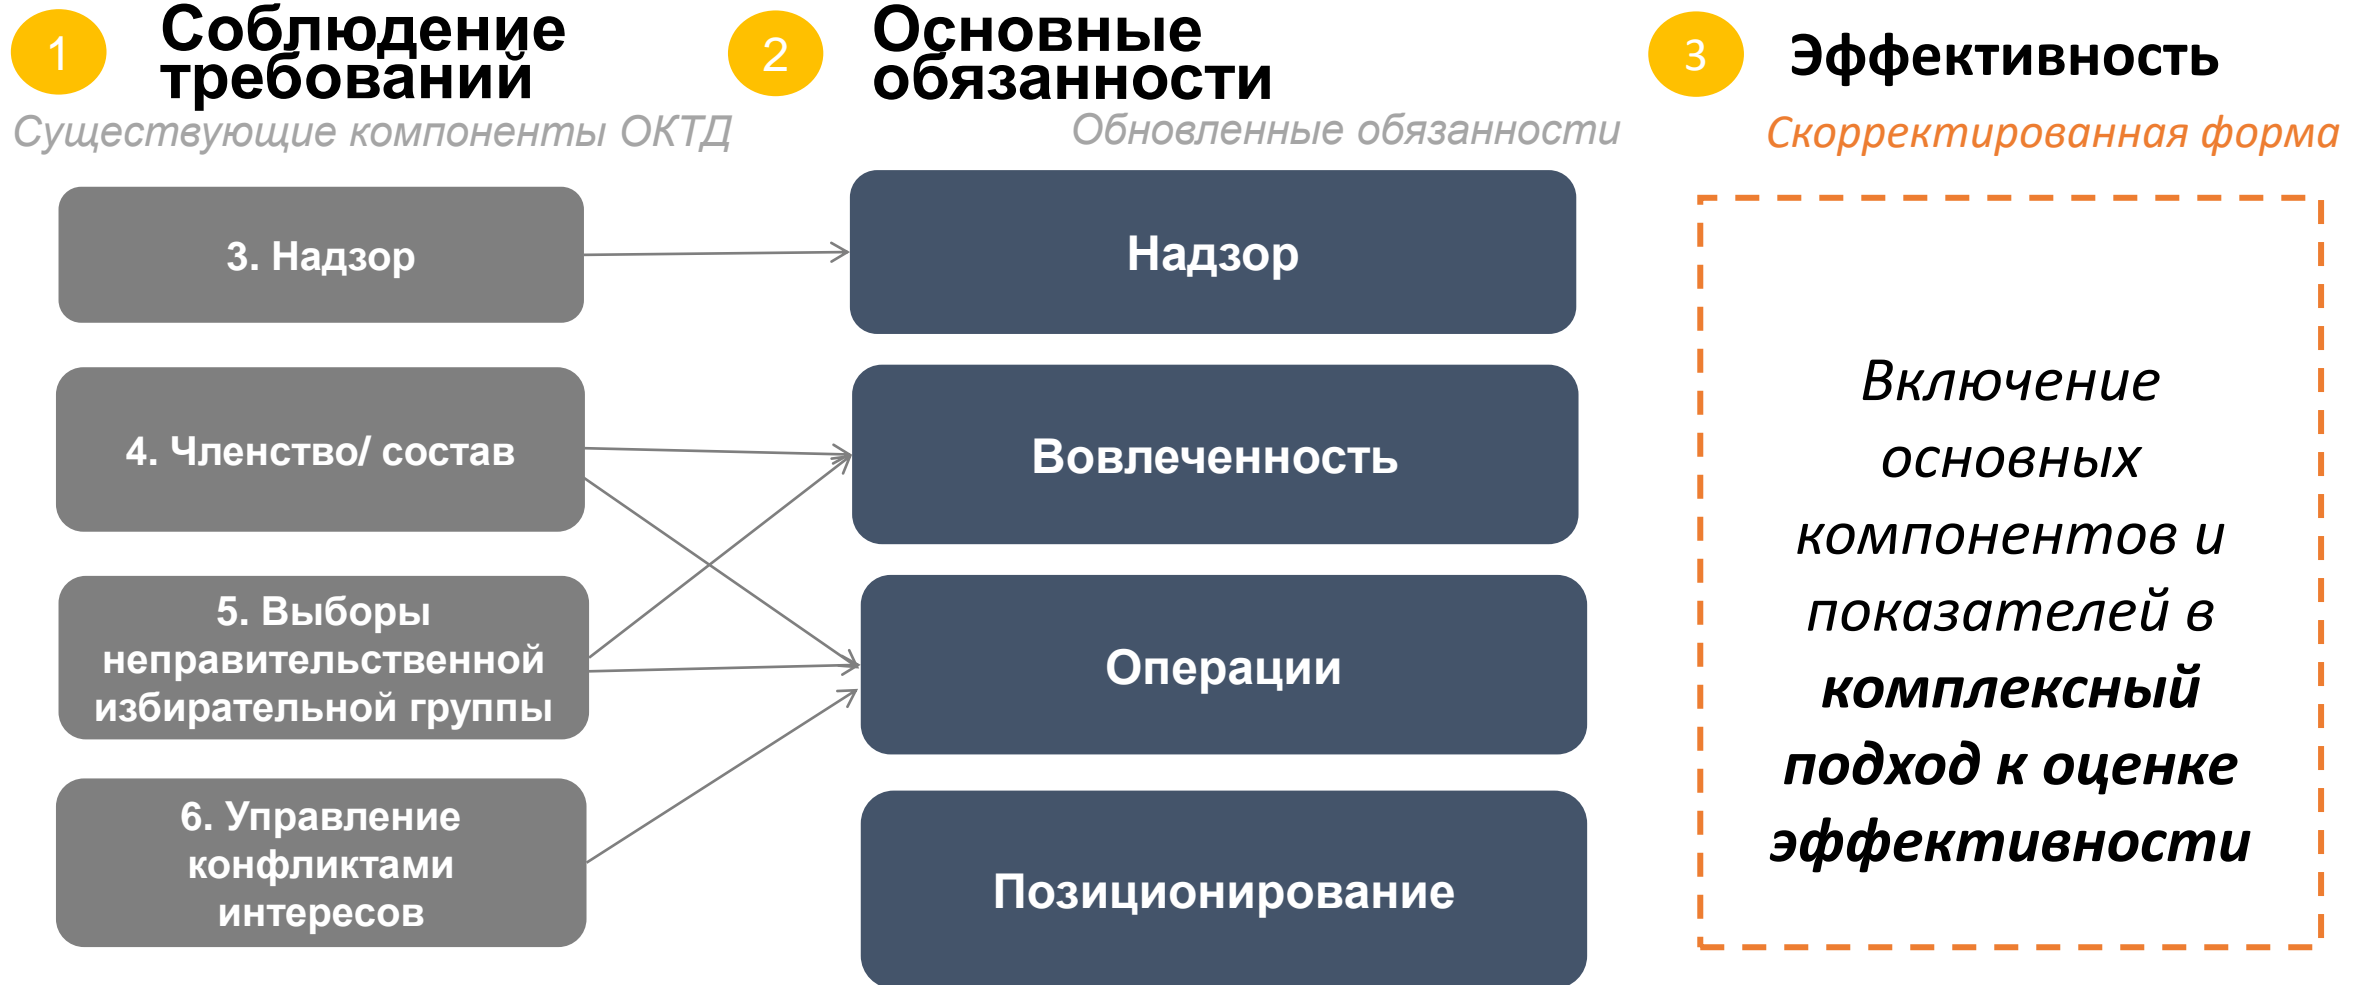 1
Соблюдение
требований
Существующие компоненты ОКТД
3. Надзор
4. Членство/ состав
5. Выборы
неправительственной
избирательной группы
6. Управление
конфликтами
интересов
2
Основные
обязанности
Обновленные обязанности
Надзор
Вовлеченность
Операции
Позиционирование
3
Эффективность
Скорректированная форма
Включение
основных
компонентов и
показателей в
комплексный
подход к оценке
эффективности